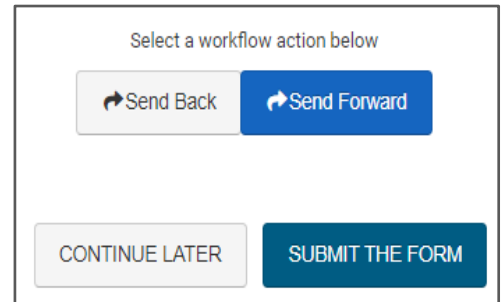 Select a workflow action below
Send Back Send Forward
CONTINUE LATER SUBMIT THE FORM